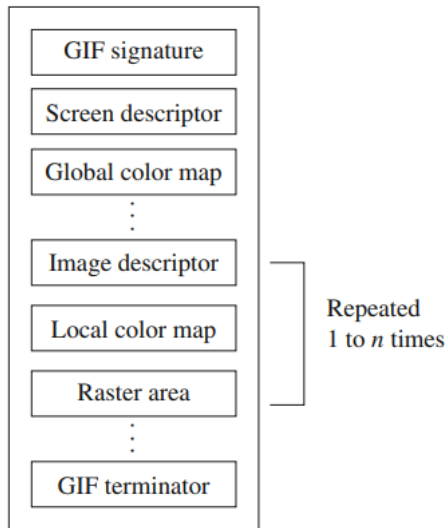 GIF signature
Screen descriptor
Global color map
Image descriptor
Local color map
Raster area
GIF terminator
Repeated
1 to n times